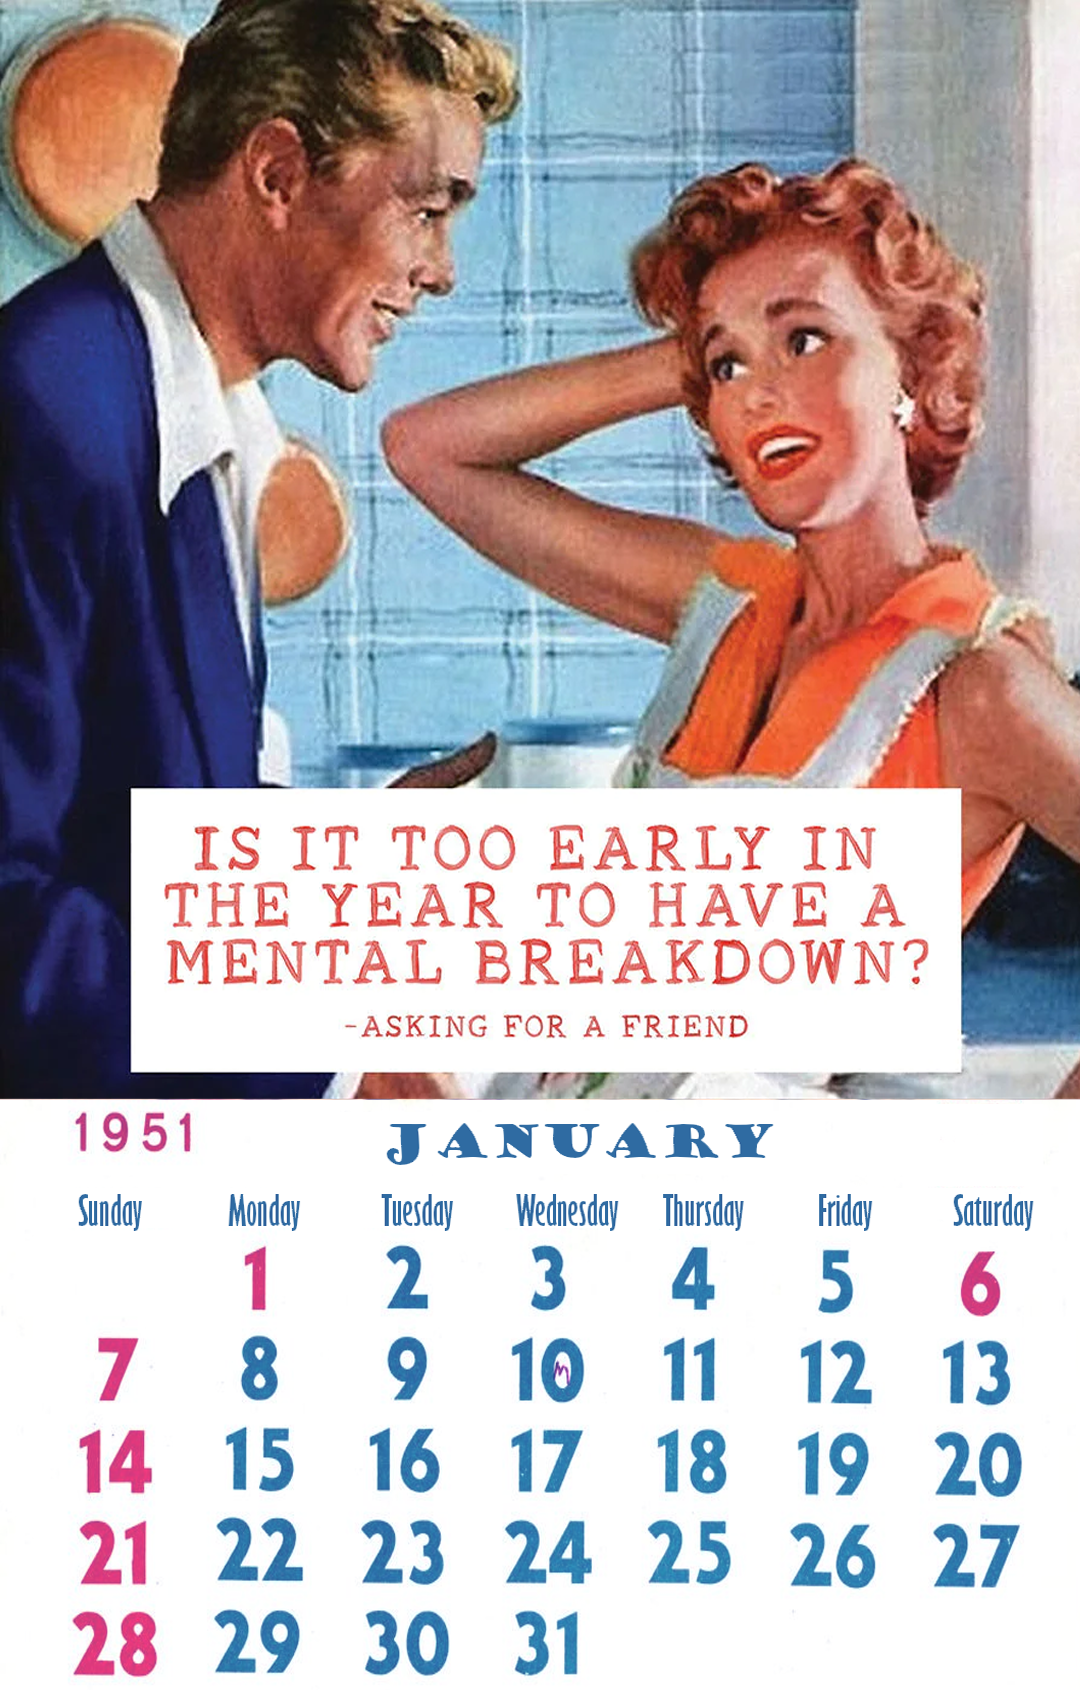 IS IT TOO EARLY IN
THE YEAR TO HAVE A
MENTAL BREAKDOWN?
-ASKING FOR A FRIEND
1951 JANUARY
Sunday Monday Tuesday Wednesday Thursday Friday Saturday
1 2 3 4 5 6
7 8 9 10 11 12 13
14 15 16 17 18 19 20
21 22 23 24 25 26 27
28 29 30 31